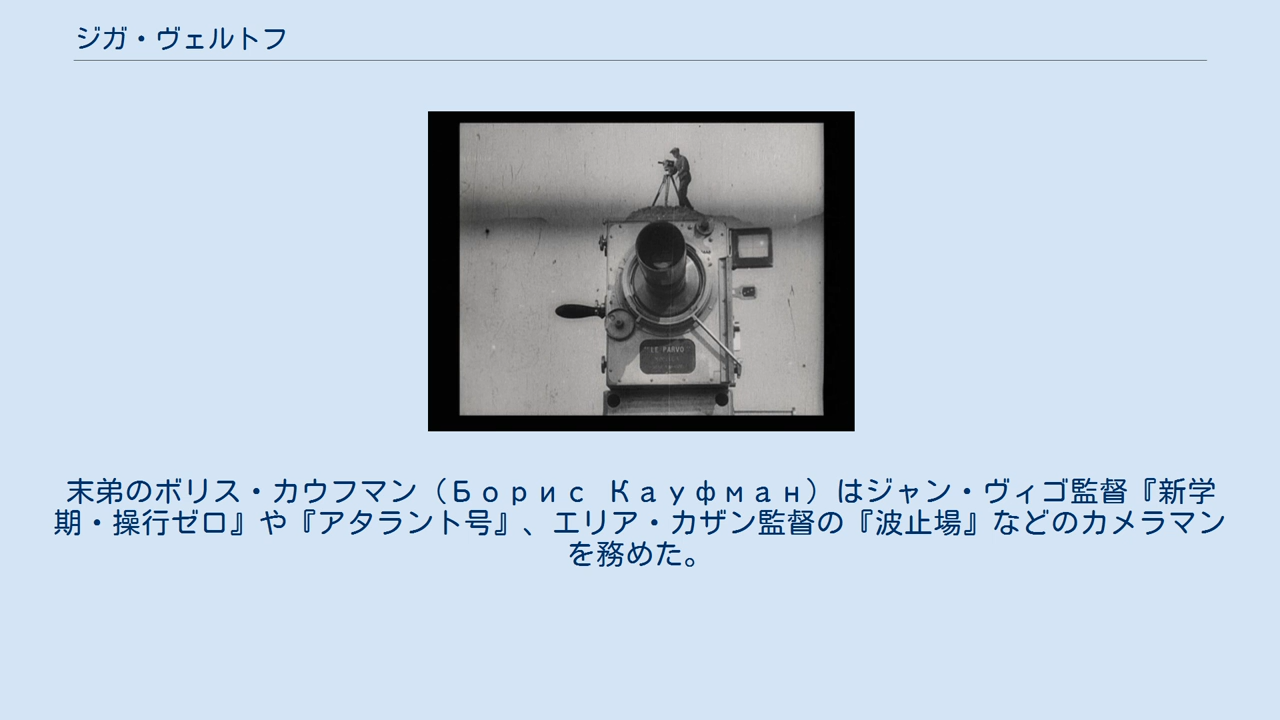 ジガ・ヴェルトフ
LE PARVO
末弟のボリス・カウフマン（Борис Кауфман）はジャン・ヴィゴ監督『新学
期・操行ゼロ』や『アタラント号』、エリア・カザン監督の『波止場』などのカメラマン
を務めた。